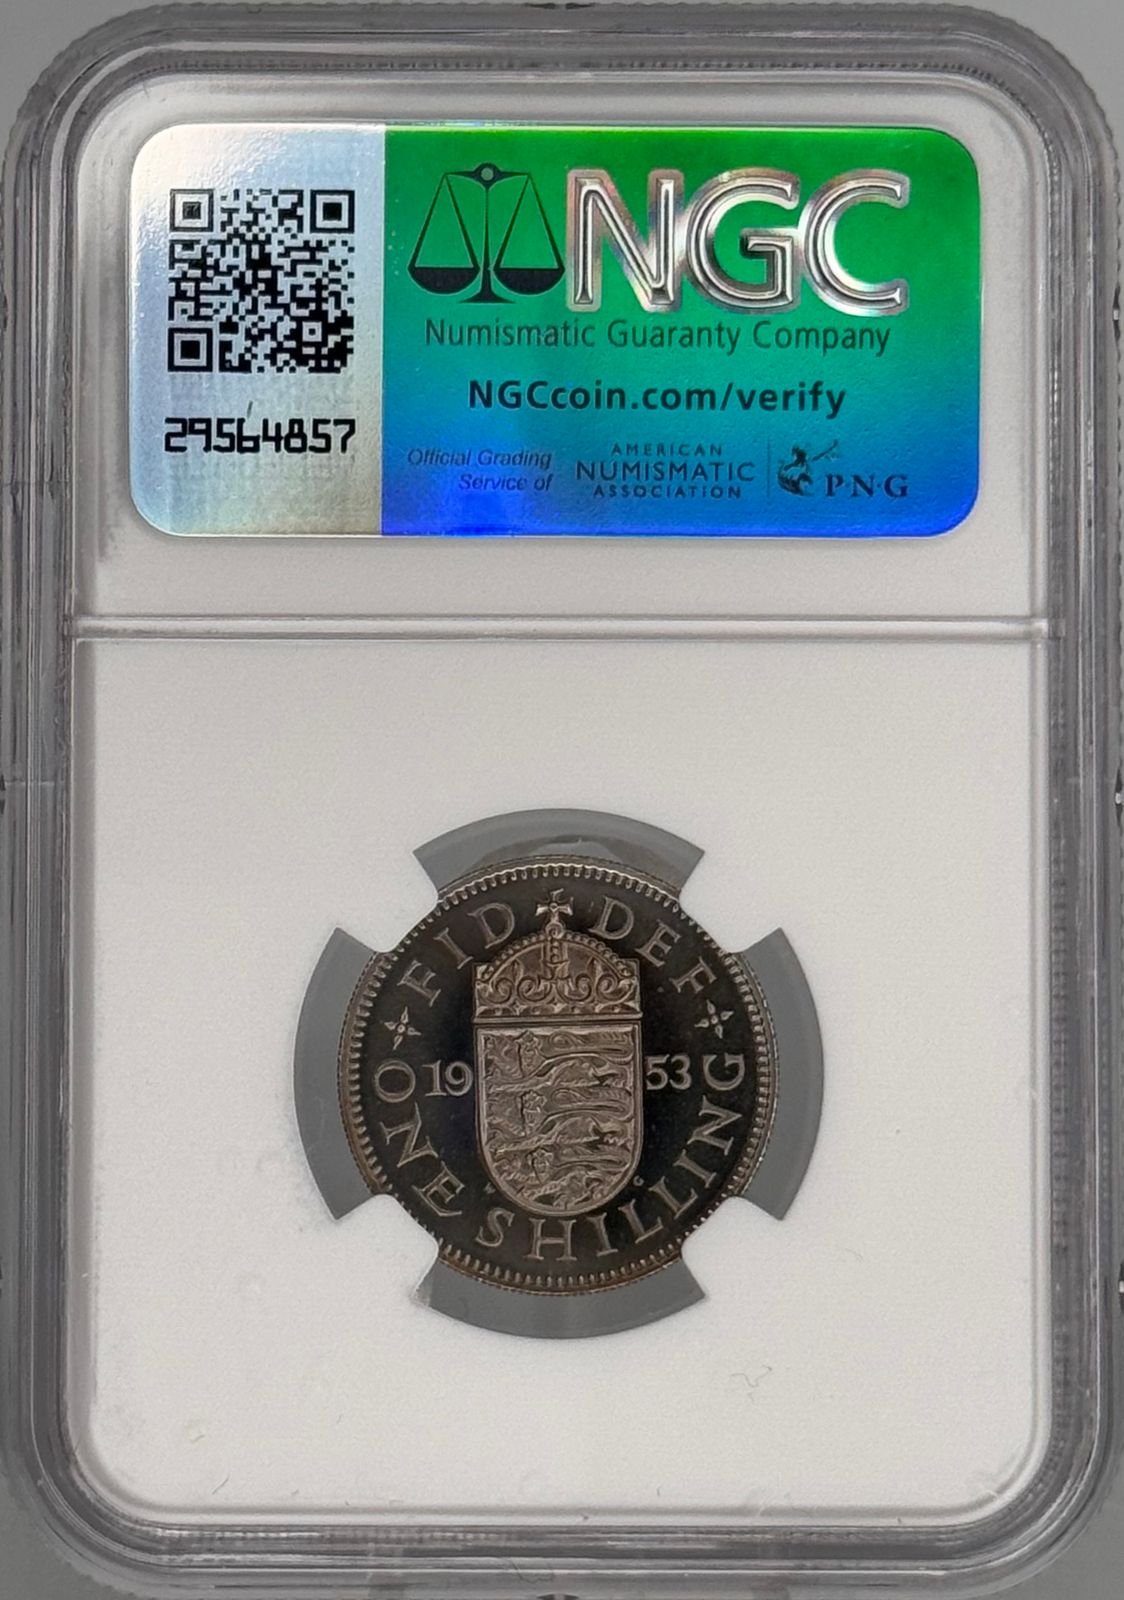 NGC
Numismatic Guaranty Company
NGCcoin.com/verify
29564857
Official Grading
Service of
AMERICAN
NUMISMATIC
ASSOCIATION
P·N·G
FID DEF
19 53
W G
ONE SHILLING